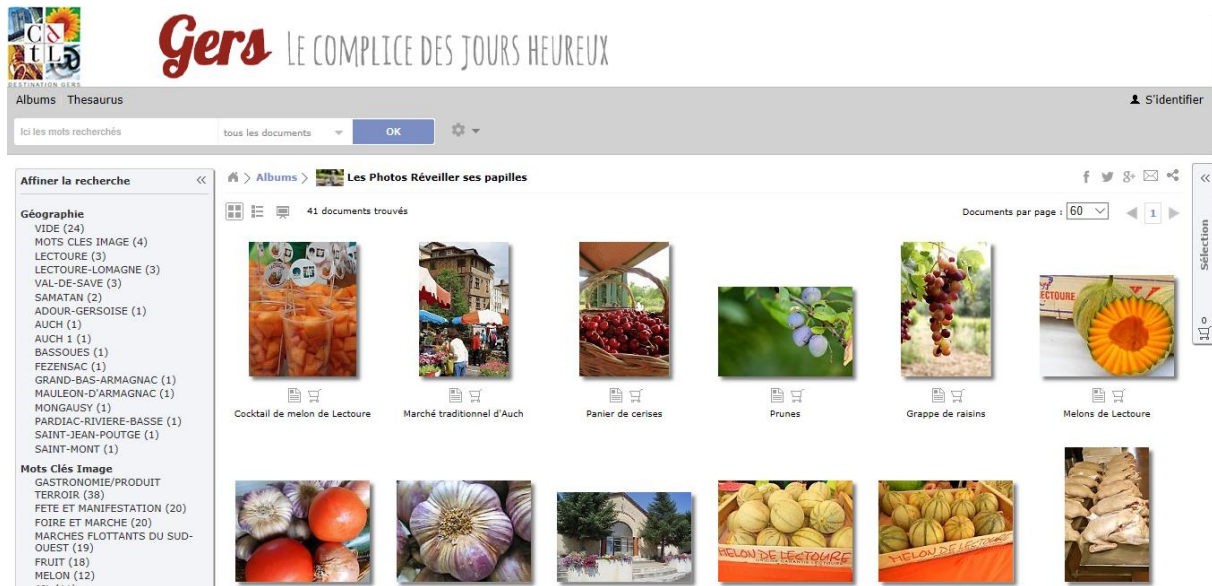 C D
t L
DESTINATION GERS
Gers LE COMPLICE DES JOURS HEUREUX
Albums Thesaurus
S'identifier
Ici les mots recherchés
tous les documents
OK
Affiner la recherche
Albums > Les Photos Réveiller ses papilles
41 documents trouvés
Documents par page : 60
1
Sélection
0
Géographie
VIDE (24)
MOTS CLES IMAGE (4)
LECTOURE (3)
LECTOURE-LOMAGNE (3)
VAL-DE-SAVE (3)
SAMATAN (2)
ADOUR-GERSOISE (1)
AUCH (1)
AUCH 1 (1)
BASSOUES (1)
FEZENSAC (1)
GRAND-BAS-ARMAGNAC (1)
MAULEON-D'ARMAGNAC (1)
MONGAUSY (1)
PARDIAC-RIVIERE-BASSE (1)
SAINT-JEAN-POUTGE (1)
SAINT-MONT (1)
Mots Clés Image
GASTRONOMIE/PRODUIT
TERROIR (38)
FETE ET MANIFESTATION (20)
FOIRE ET MARCHE (20)
MARCHES FLOTTANTS DU SUD-
OUEST (19)
FRUIT (18)
MELON (12)
LECTOURE
Cocktail de melon de Lectoure
Marché traditionnel d'Auch
Panier de cerises
Prunes
Grappe de raisins
Melons de Lectoure
MELON DE LECTOURE
MELON DE LECTOURE